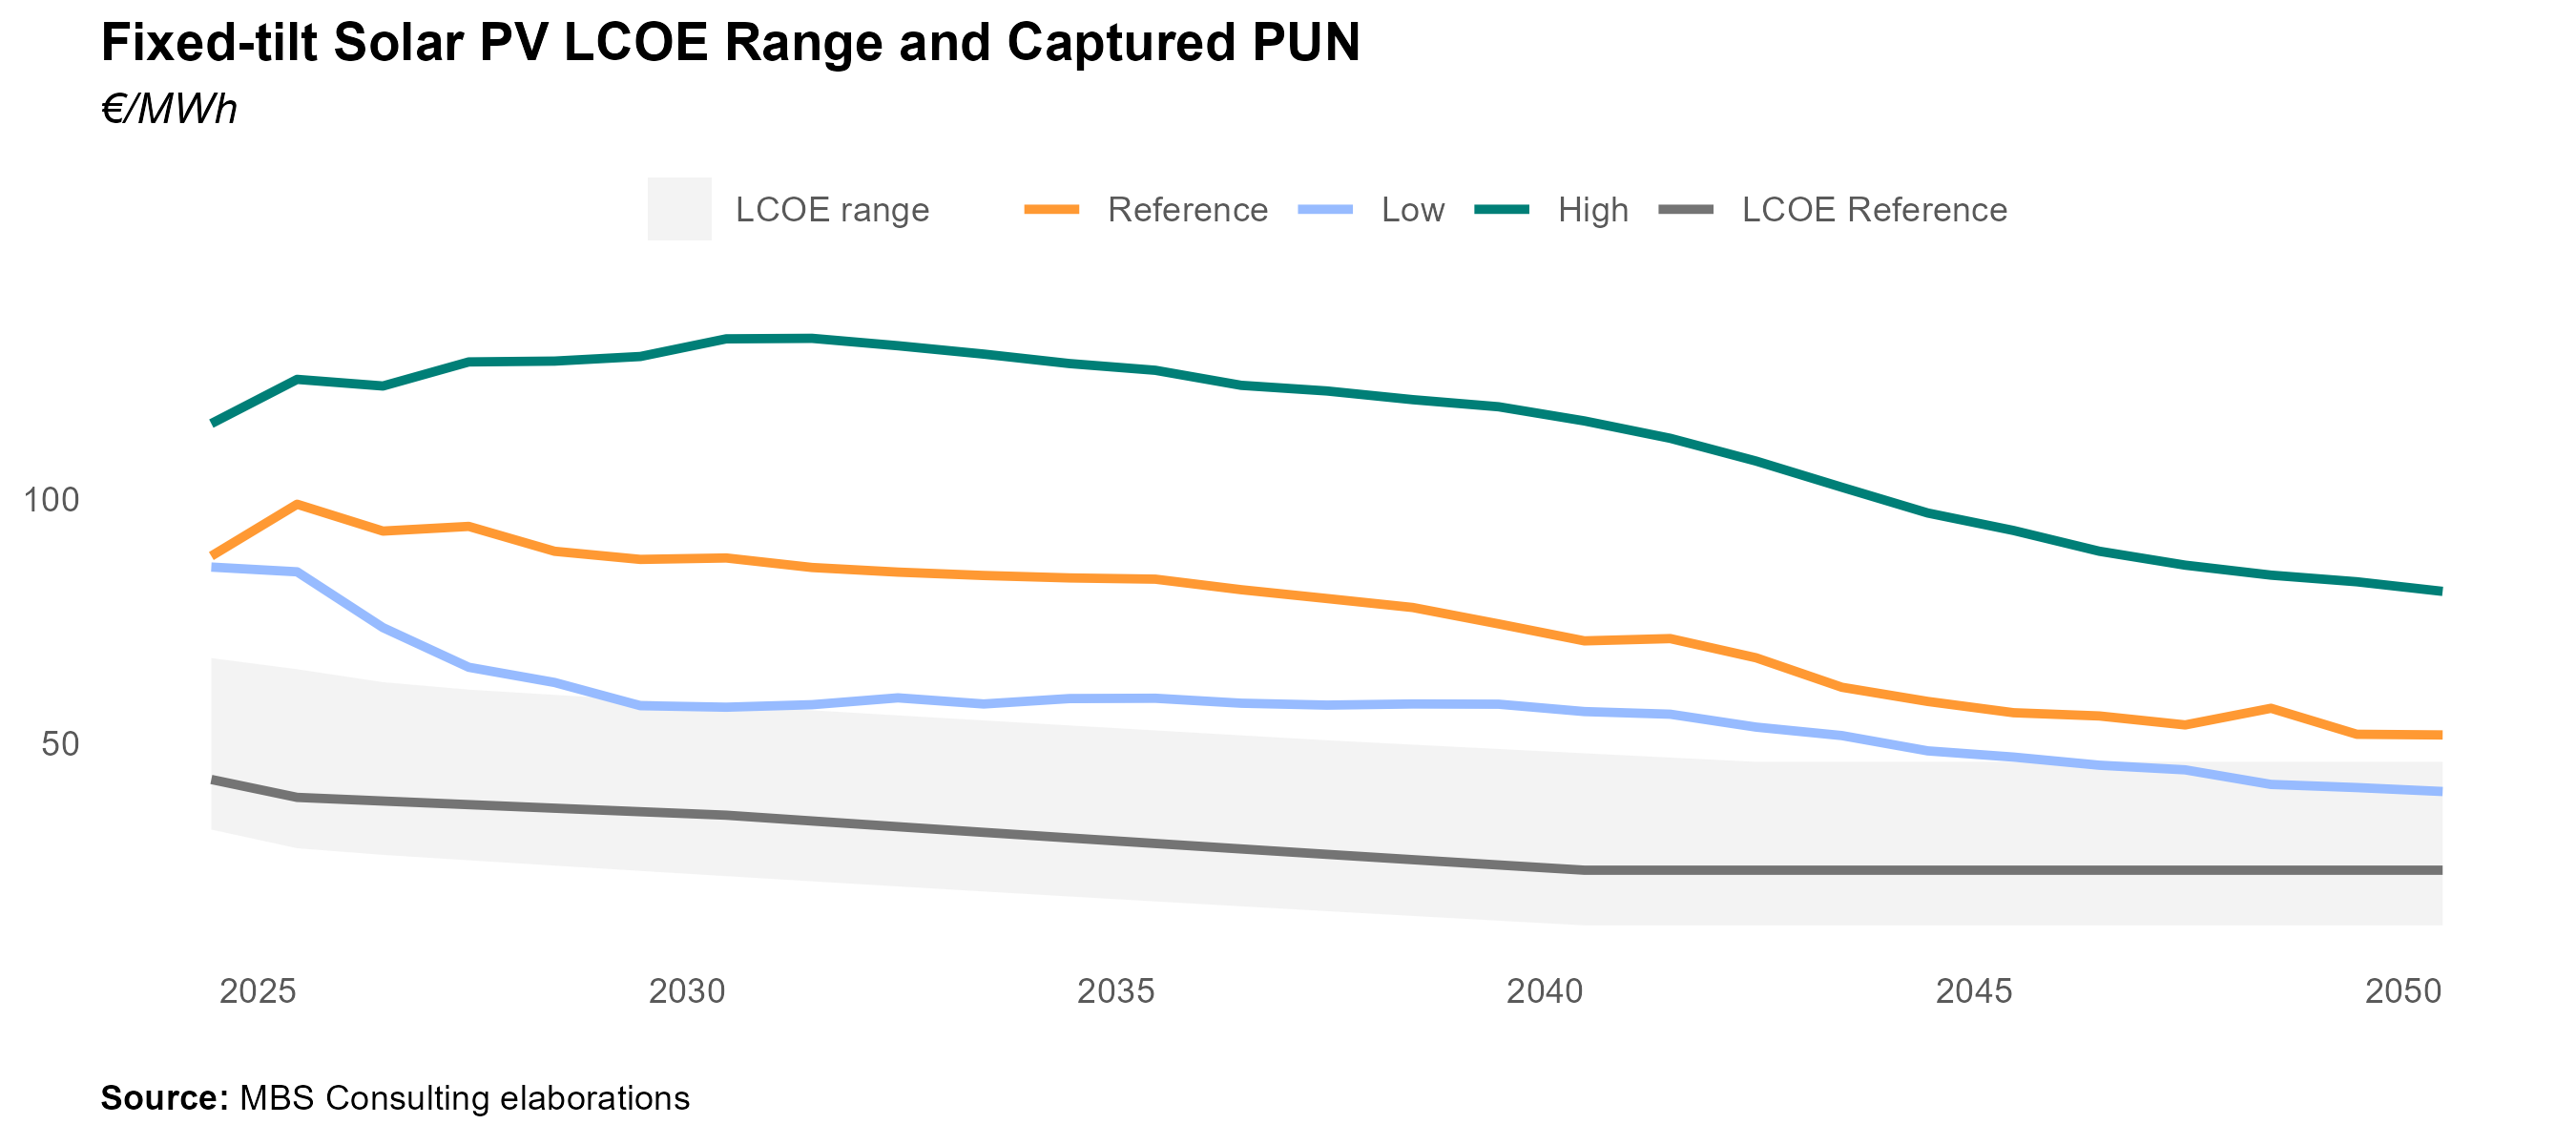 Fixed-tilt Solar PV LCOE Range and Captured PUN
€/MWh
LCOE range Reference Low High LCOE Reference
100
50
2025 2030 2035 2040 2045 2050
Source: MBS Consulting elaborations